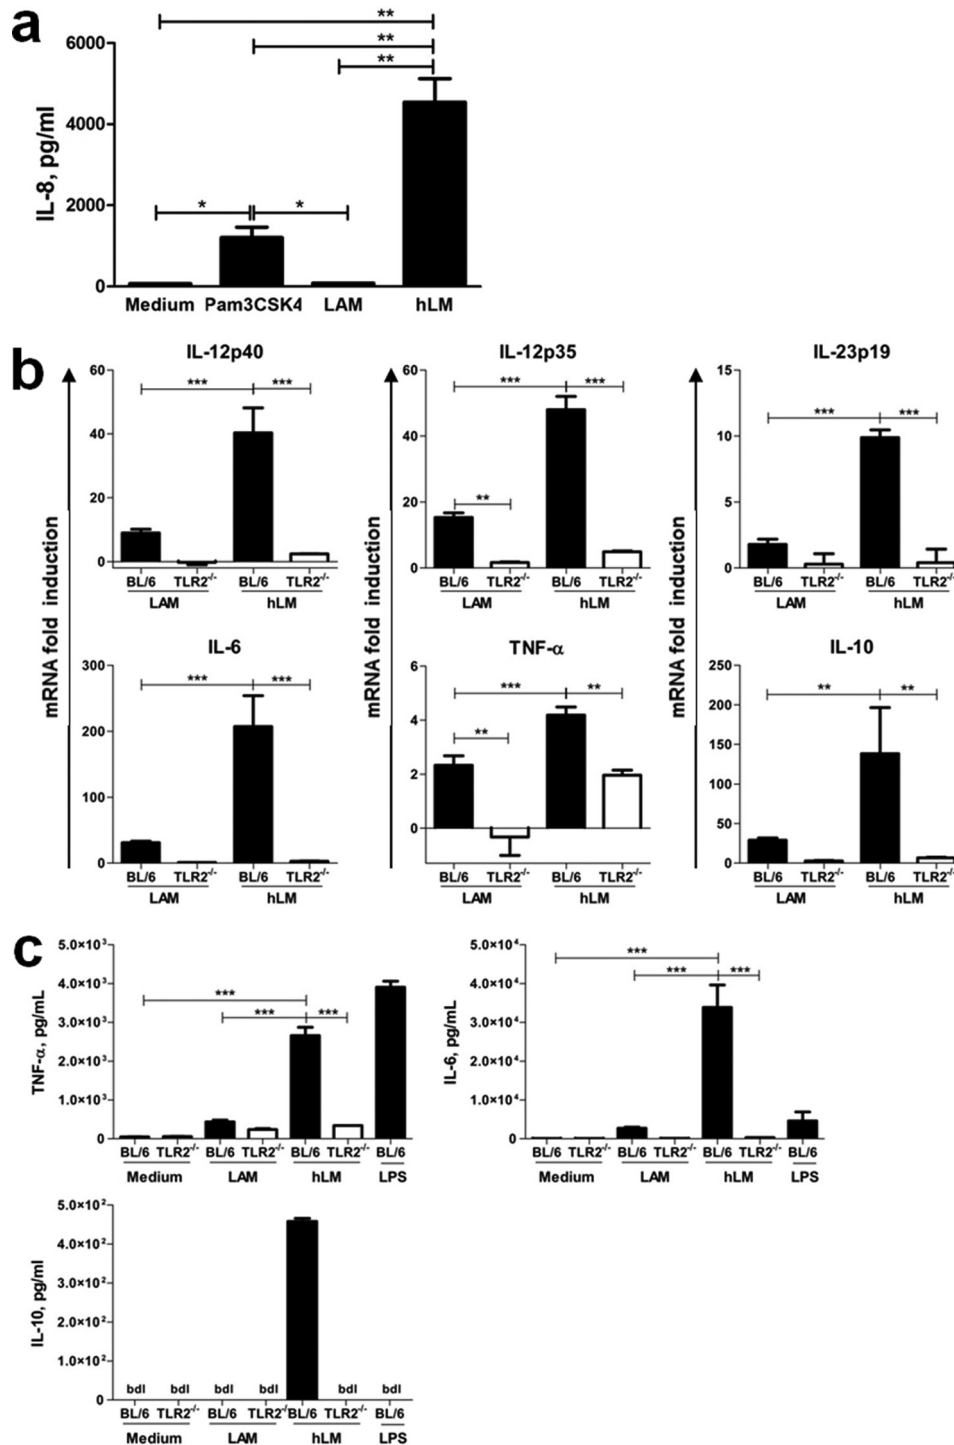 a
**
**
**
6000
4000
2000
0
IL-8, pg/ml
*
*
Medium Pam3CSK4 LAM hLM
b
IL-12p40
mRNA fold induction
60
40
20
0
***
***
BL/6 TLR2-/- BL/6 TLR2-/-
LAM hLM
IL-12p35
mRNA fold induction
60
40
20
0
***
***
**
BL/6 TLR2-/- BL/6 TLR2-/-
LAM hLM
IL-23p19
mRNA fold induction
15
10
5
0
***
***
BL/6 TLR2-/- BL/6 TLR2-/-
LAM hLM
IL-6
300
200
100
0
***
***
BL/6 TLR2-/- BL/6 TLR2-/-
LAM hLM
TNF-α
6
4
2
0
***
**
**
BL/6 TLR2-/- BL/6 TLR2-/-
LAM hLM
IL-10
250
200
150
100
50
0
**
**
BL/6 TLR2-/- BL/6 TLR2-/-
LAM hLM
c
TNF-α, pg/mL
5.0×10³
4.0×10³
3.0×10³
2.0×10³
1.0×10³
0
***
***
***
BL/6 TLR2-/- BL/6 TLR2-/- BL/6 TLR2-/- BL/6
Medium LAM hLM LPS
IL-6, pg/mL
5.0×10⁴
4.0×10⁴
3.0×10⁴
2.0×10⁴
1.0×10⁴
0
***
***
***
BL/6 TLR2-/- BL/6 TLR2-/- BL/6 TLR2-/- BL/6
Medium LAM hLM LPS
IL-10, pg/ml
5.0×10²
4.0×10²
3.0×10²
2.0×10²
1.0×10²
0
bdl bdl bdl bdl bdl bdl
BL/6 TLR2-/- BL/6 TLR2-/- BL/6 TLR2-/- BL/6
Medium LAM hLM LPS